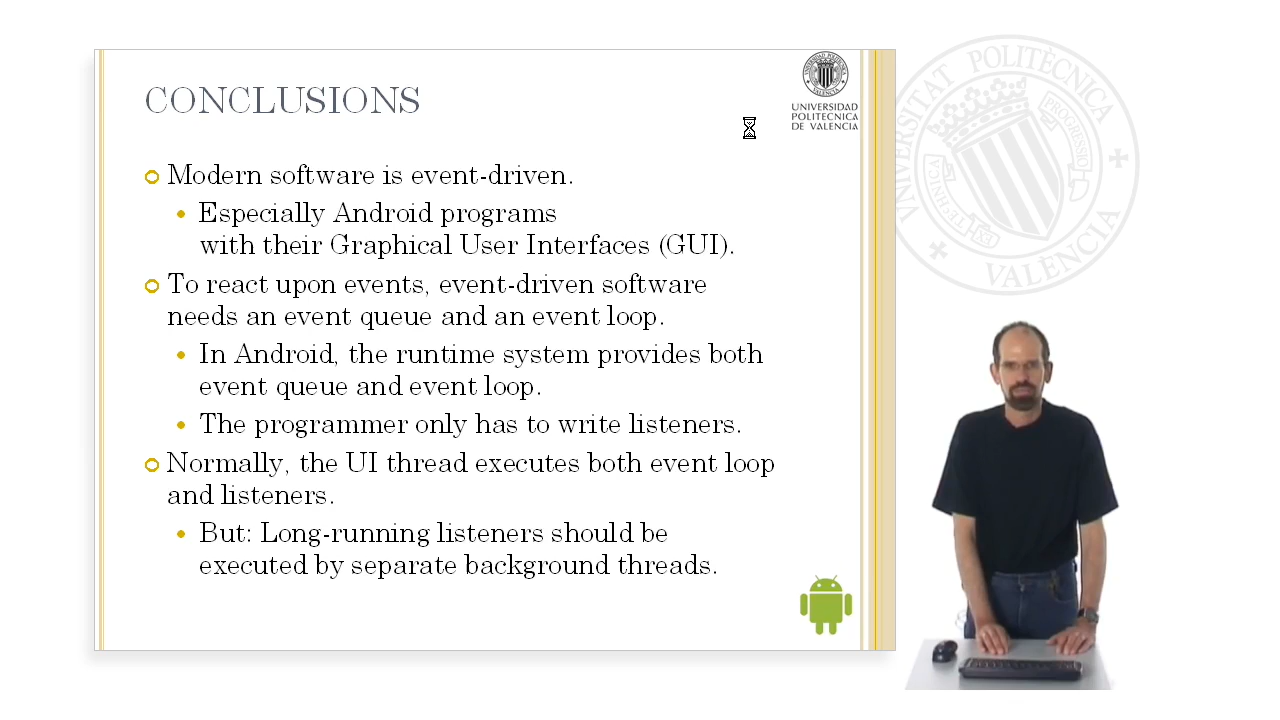 CONCLUSIONS
UNIVERSIDAD
POLITECNICA
DE VALENCIA
Modern software is event-driven.
Especially Android programs
with their Graphical User Interfaces (GUI).
To react upon events, event-driven software
needs an event queue and an event loop.
In Android, the runtime system provides both
event queue and event loop.
The programmer only has to write listeners.
Normally, the UI thread executes both event loop
and listeners.
But: Long-running listeners should be
executed by separate background threads.
UNIVERSITAT POLITÈCNICA
VALÈNCIA